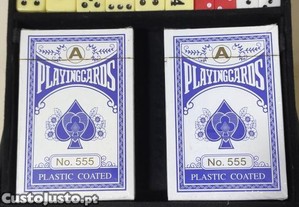 A
PLAYINGCARDS
No. 555
PLASTIC COATED
A
PLAYINGCARDS
No. 555
PLASTIC COATED
CustoJusto.pt